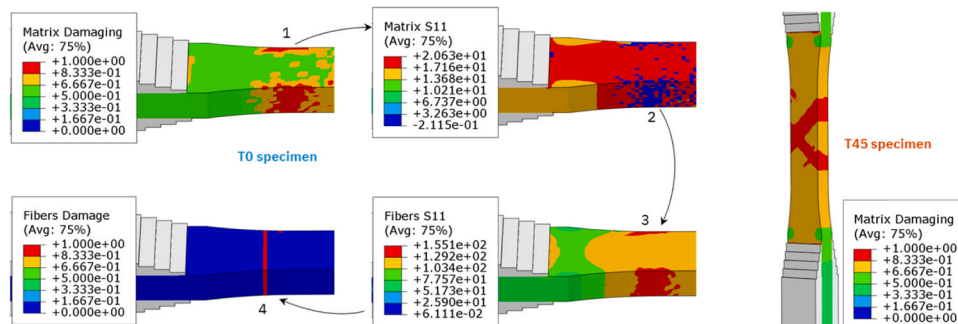 Matrix Damaging
(Avg: 75%)
+1.000e+00
+8.333e-01
+6.667e-01
+5.000e-01
+3.333e-01
+1.667e-01
+0.000e+00
1
Matrix S11
(Avg: 75%)
+2.063e+01
+1.716e+01
+1.368e+01
+1.021e+01
+6.737e+00
+3.263e+00
-2.115e-01
2
T0 specimen
Fibers Damage
(Avg: 75%)
+1.000e+00
+8.333e-01
+6.667e-01
+5.000e-01
+3.333e-01
+1.667e-01
+0.000e+00
4
Fibers S11
(Avg: 75%)
+1.551e+02
+1.292e+02
+1.034e+02
+7.757e+01
+5.173e+01
+2.590e+01
+6.111e-02
3
T45 specimen
Matrix Damaging
(Avg: 75%)
+1.000e+00
+8.333e-01
+6.667e-01
+5.000e-01
+3.333e-01
+1.667e-01
+0.000e+00